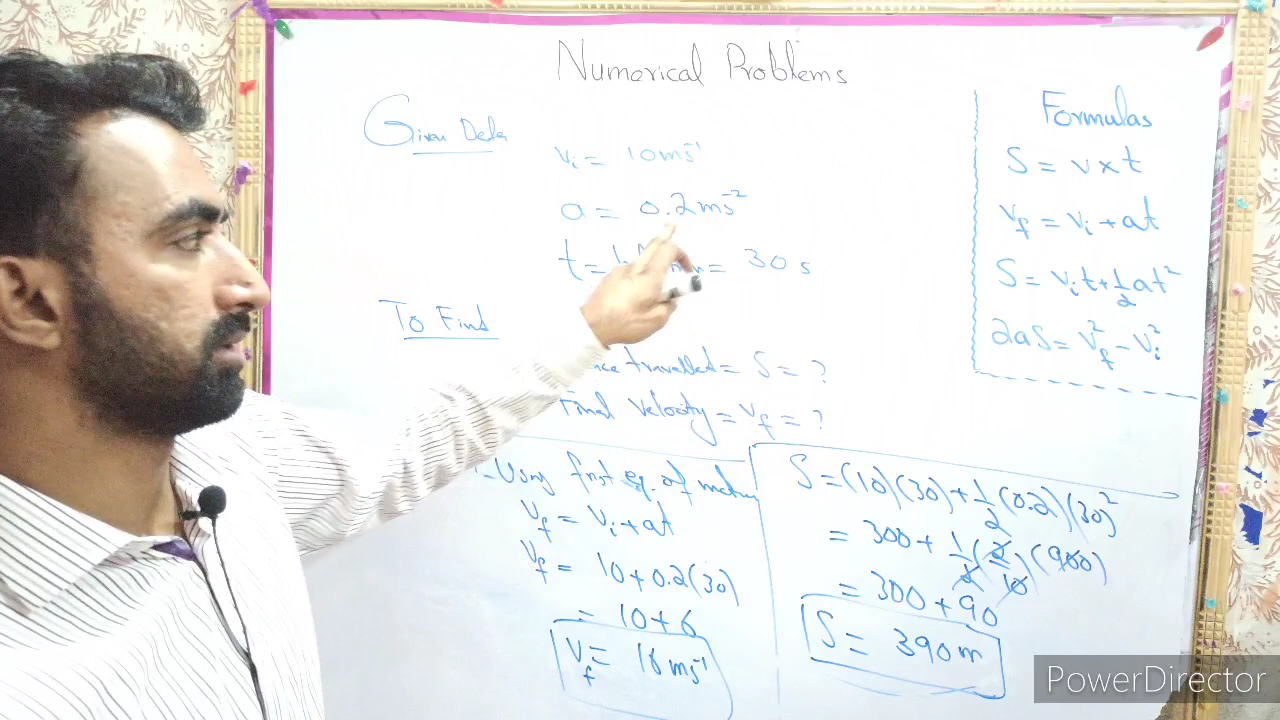 Numerical Problems
Given Data
vi = 10ms⁻¹
a = 0.2ms⁻²
t = = 30 s
To Find
travelled = S = ?
Final Velocity = vf = ?
Formulas
S = v × t
vf = vi + at
S = vit + 1/2 at²
2aS = vf² - vi²
Using first eq. of motion
vf = vi + at
vf = 10 + 0.2(30)
= 10 + 6
vf = 16 ms⁻¹
S = (10)(30) + 1/2 (0.2)(30)²
= 300 + 1/2 (2/10)(900)
= 300 + 90
S = 390 m
PowerDirector